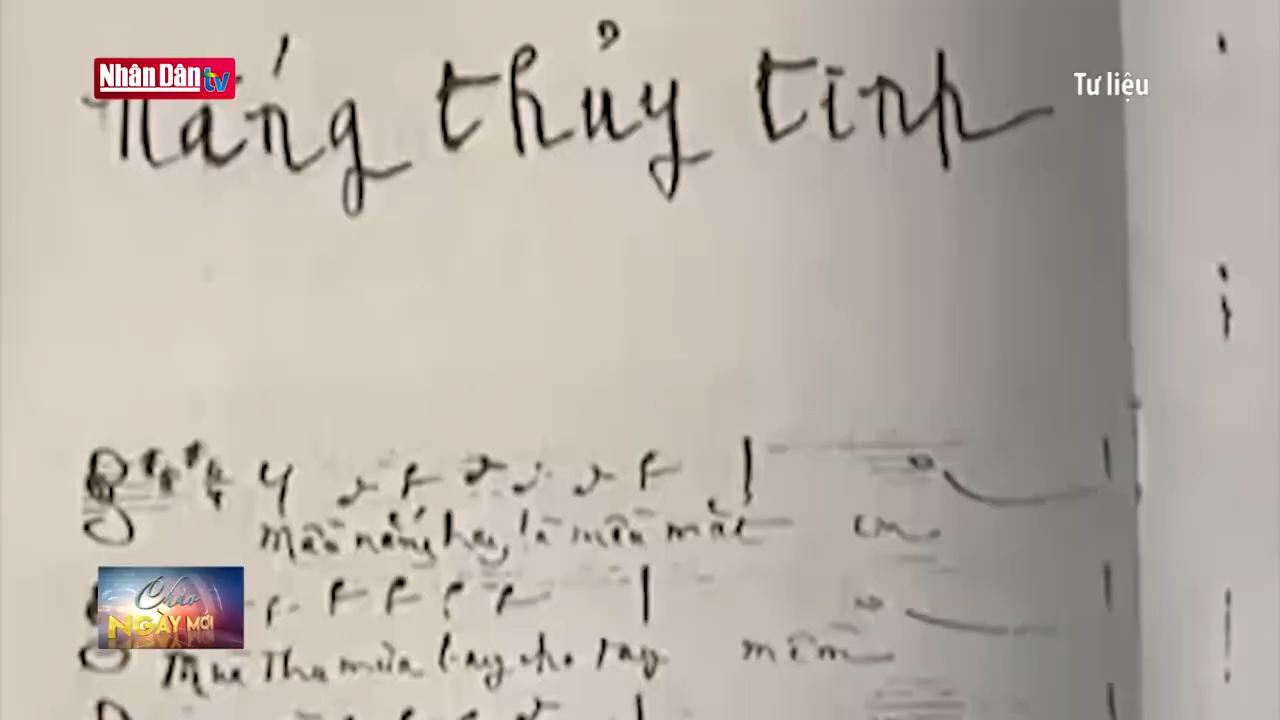 Nhân Dân tv
Tư liệu
nắng thủy tinh
màu nắng hay là màu mắt em
Mùa Thu mưa bay cho tay mềm
Chào
NGÀY MỚI